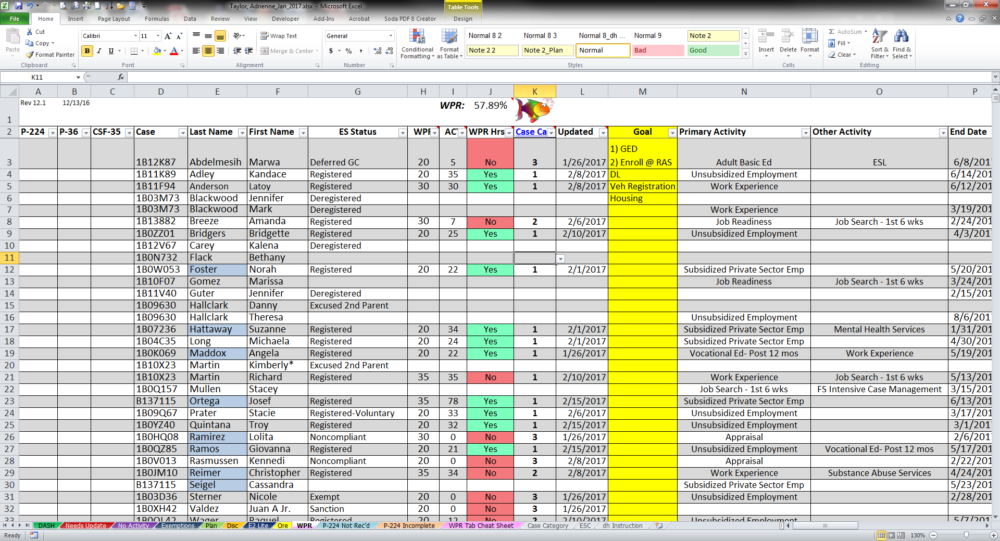 Taylor, Adrienne_Jan_2017.xlsx - Microsoft Excel
Table Tools
File Home Insert Page Layout Formulas Data Review View Developer Add-Ins Acrobat Soda PDF 8 Creator Design
Cut
Copy
Format Painter
Paste
Clipboard
Calibri 11
B I U
Font
Wrap Text
Merge & Center
Alignment
General
$ % ,
Number
Conditional Formatting
Format as Table
Normal 8 2 Normal 8 3 Normal 8_dh ... Normal 9 Note 2
Note 2 2 Note 2_Plan Normal Bad Good
Styles
Insert Delete Format
Cells
AutoSum
Fill
Clear
Sort & Filter
Find & Select
Editing
K11 fx
A B C D E F G H I J K L M N O P
1 Rev 12.1 12/13/16 WPR: 57.89%
2 P-224 P-36 CSF-35 Case Last Name First Name ES Status WPR ACT WPR Hrs Case Ca Updated Goal Primary Activity Other Activity End Date
1) GED
3 1B12K87 Abdelmesih Marwa Deferred GC 20 5 No 3 1/26/2017 2) Enroll @ RAS Adult Basic Ed ESL 6/8/201
4 1B11K89 Adley Kandace Registered 20 35 Yes 1 2/8/2017 DL Unsubsidized Employment 6/14/201
5 1B11F94 Anderson Latoy Registered 30 30 Yes 1 2/8/2017 Veh Registration Work Experience 6/12/201
6 1B03M73 Blackwood Jennifer Deregistered Housing
7 1B03M73 Blackwood Mark Deregistered Work Experience 3/19/201
8 1B13882 Breeze Amanda Registered 30 7 No 2 2/6/2017 Job Readiness Job Search - 1st 6 wks 2/24/201
9 1B0ZZ01 Bridgers Bridgette Registered 20 25 Yes 1 2/10/2017 Unsubsidized Employment 4/3/201
10 1B12V67 Carey Kalena Deregistered
11 1B0N732 Flack Bethany
12 1B0W053 Foster Norah Registered 20 22 Yes 1 2/1/2017 Subsidized Private Sector Emp 5/20/201
13 1B10F07 Gomez Marissa Job Readiness Job Search - 1st 6 wks 3/24/201
14 1B11V40 Guter Jennifer Deregistered 2/15/201
15 1B09630 Hallclark Danny Excused 2nd Parent
16 1B09630 Hallclark Theresa Unsubsidized Employment 8/6/201
17 1B07236 Hattaway Suzanne Registered 20 34 Yes 1 2/1/2017 Subsidized Private Sector Emp Mental Health Services 1/31/201
18 1B04C35 Long Michaela Registered 20 24 Yes 1 2/1/2017 Subsidized Private Sector Emp 4/30/201
19 1B0K069 Maddox Angela Registered 20 22 Yes 1 1/26/2017 Vocational Ed- Post 12 mos Work Experience 5/19/201
20 1B10X23 Martin Kimberly* Excused 2nd Parent
21 1B10X23 Martin Richard Registered 35 35 No 1 2/10/2017 Work Experience Job Search - 1st 6 wks 5/13/201
22 1B0Q157 Mullen Stacey Job Search - 1st 6 wks FS Intensive Case Management 3/15/201
23 B137115 Ortega Josef Registered 35 78 Yes 1 2/15/2017 Subsidized Private Sector Emp 6/13/201
24 1B09Q67 Prater Stacie Registered-Voluntary 20 33 Yes 1 2/6/2017 Unsubsidized Employment 3/17/201
25 1B0YZ40 Quintana Troy Registered 20 32 Yes 1 2/15/2017 Unsubsidized Employment 3/1/201
26 1B0HQ08 Ramirez Lolita Noncompliant 30 0 No 3 1/26/2017 Appraisal 2/6/201
27 1B0QZ85 Ramos Giovanna Registered 20 21 Yes 1 2/15/2017 Unsubsidized Employment Vocational Ed- Post 12 mos 5/17/201
28 1B0V013 Rasmussen Kennedi Noncompliant 20 0 No 3 2/8/2017 Appraisal 2/22/201
29 1B0JM10 Reimer Christopher Registered 35 34 No 2 2/8/2017 Work Experience Substance Abuse Services 4/24/201
30 B137115 Seigel Cassandra Subsidized Private Sector Emp 5/23/201
31 1B03D36 Sterner Nicole Exempt 20 0 No 3 1/26/2017 Unsubsidized Employment 2/28/201
32 1B0XH42 Valdez Juan A Jr. Sanction 20 0 No 3 1/26/2017
33 1B0QL42 Wager Raquel Registered 20 12 No 2 2/10/2017 Unsubsidized Employment 5/7/201
DASH Needs Update No Activity Exemptions Plan Disc E2 Lite Ore WPR P-224 Not Rec'd P-224 Incomplete WPR Tab Cheat Sheet Case Category ESC dh Instruction
Ready 130%